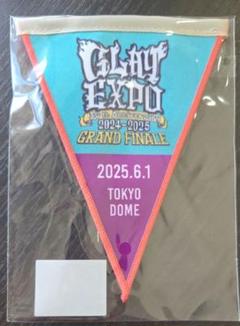 GLAY
EXPO
2024-2025
GRAND FINALE
2025.6.1
TOKYO
DOME